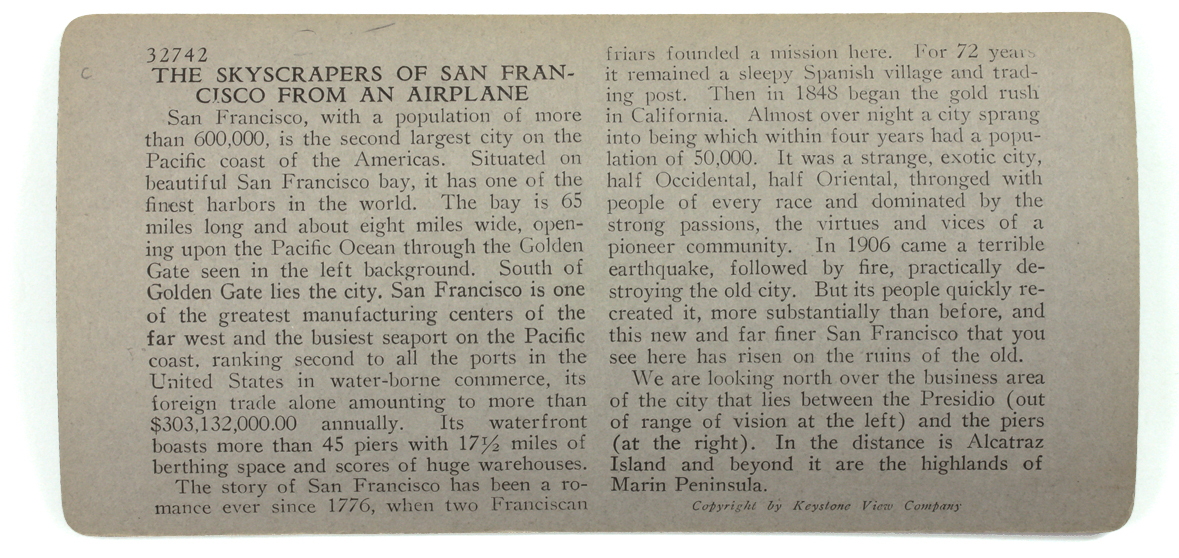 32742
THE SKYSCRAPERS OF SAN FRAN-
CISCO FROM AN AIRPLANE
San Francisco, with a population of more
than 600,000, is the second largest city on the
Pacific coast of the Americas. Situated on
beautiful San Francisco bay, it has one of the
finest harbors in the world. The bay is 65
miles long and about eight miles wide, open-
ing upon the Pacific Ocean through the Golden
Gate seen in the left background. South of
Golden Gate lies the city. San Francisco is one
of the greatest manufacturing centers of the
far west and the busiest seaport on the Pacific
coast. ranking second to all the ports in the
United States in water-borne commerce, its
foreign trade alone amounting to more than
$303,132,000.00 annually. Its waterfront
boasts more than 45 piers with 17½ miles of
berthing space and scores of huge warehouses.
The story of San Francisco has been a ro-
mance ever since 1776, when two Franciscan
friars founded a mission here. For 72 years
it remained a sleepy Spanish village and trad-
ing post. Then in 1848 began the gold rush
in California. Almost over night a city sprang
into being which within four years had a popu-
lation of 50,000. It was a strange, exotic city,
half Occidental, half Oriental, thronged with
people of every race and dominated by the
strong passions, the virtues and vices of a
pioneer community. In 1906 came a terrible
earthquake, followed by fire, practically de-
stroying the old city. But its people quickly re-
created it, more substantially than before, and
this new and far finer San Francisco that you
see here has risen on the ruins of the old.
We are looking north over the business area
of the city that lies between the Presidio (out
of range of vision at the left) and the piers
(at the right). In the distance is Alcatraz
Island and beyond it are the highlands of
Marin Peninsula.
Copyright by Keystone View Company
c